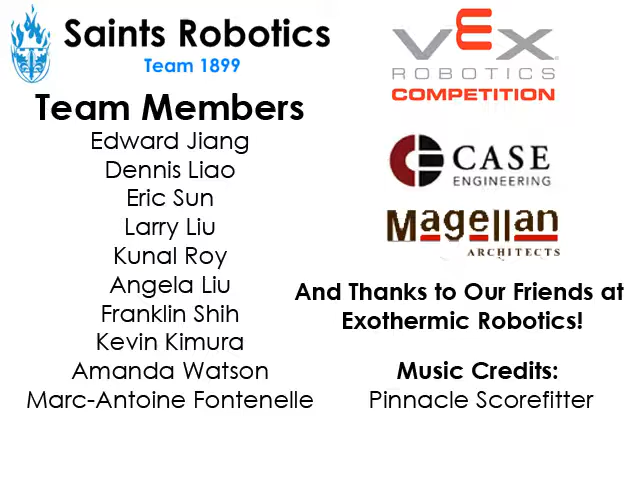 Saints Robotics
Team 1899
Team Members
Edward Jiang
Dennis Liao
Eric Sun
Larry Liu
Kunal Roy
Angela Liu
Franklin Shih
Kevin Kimura
Amanda Watson
Marc-Antoine Fontenelle
VEX
ROBOTICS
COMPETITION
CASE
ENGINEERING
Magellan
ARCHITECTS
And Thanks to Our Friends at
Exothermic Robotics!
Music Credits:
Pinnacle Scorefitter